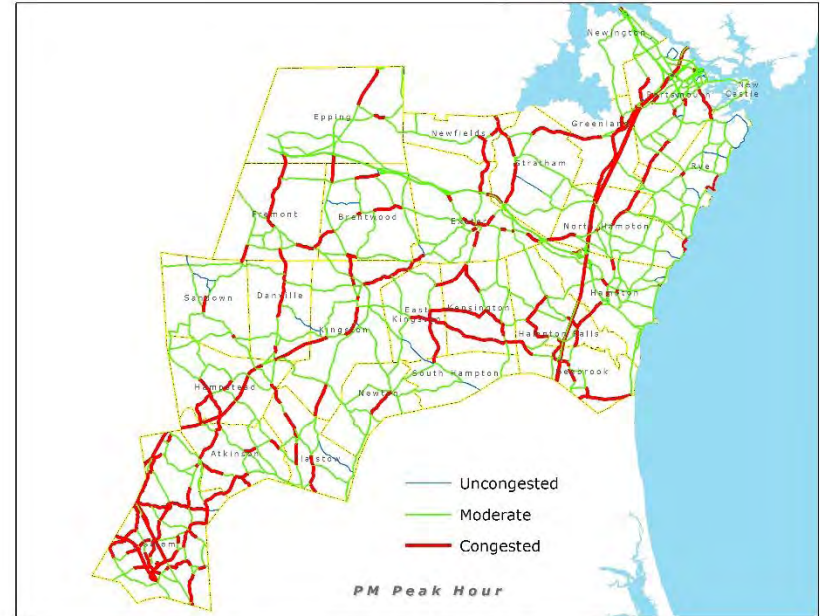 Newington
Portsmouth
New
Castle
Epping
Newfields
Greenland
Stratham
Rye
Fremont
Brentwood
Exeter
North Hampton
Sandown
Danville
East
Kingston
Kensington
Hampton
Kingston
Hampton Falls
Seabrook
South Hampton
Hampstead
Newton
Atkinson
Plaistow
Salem
Uncongested
Moderate
Congested
PM Peak Hour